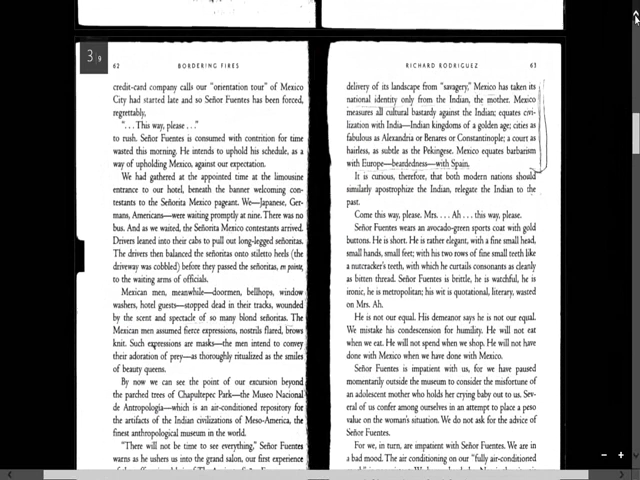 3 | 9
62 BORDERING FIRES
credit-card company calls our "orientation tour" of Mexico
City had started late and so Señor Fuentes has been forced,
regrettably,
". . . This way, please . . ."
to rush. Señor Fuentes is consumed with contrition for time
wasted this morning. He intends to uphold his schedule, as a
way of upholding Mexico, against our expectation.
We had gathered at the appointed time at the limousine
entrance to our hotel, beneath the banner welcoming con-
testants to the Señorita Mexico pageant. We—Japanese, Ger-
mans, Americans—were waiting promptly at nine. There was no
bus. And as we waited, the Señorita Mexico contestants arrived.
Drivers leaned into their cabs to pull out long-legged señoritas.
The drivers then balanced the señoritas onto stiletto heels (the
driveway was cobbled) before they passed the señoritas, en pointe,
to the waiting arms of officials.
Mexican men, meanwhile—doormen, bellhops, window
washers, hotel guests—stopped dead in their tracks, wounded
by the scent and spectacle of so many blond señoritas. The
Mexican men assumed fierce expressions, nostrils flared, brows
knit. Such expressions are masks—the men intend to convey
their adoration of prey—as thoroughly ritualized as the smiles
of beauty queens.
By now we can see the point of our excursion beyond
the parched trees of Chapultepec Park—the Museo Nacional
de Antropología—which is an air-conditioned repository for
the artifacts of the Indian civilizations of Meso-America, the
finest anthropological museum in the world.
"There will not be time to see everything," Señor Fuentes
warns as he ushers us into the grand salon, our first experience
RICHARD RODRIGUEZ 63
delivery of its landscape from "savagery," Mexico has taken its
national identity only from the Indian, the mother. Mexico
measures all cultural bastardy against the Indian; equates civi-
lization with India—Indian kingdoms of a golden age; cities as
fabulous as Alexandria or Benares or Constantinople; a court as
hairless, as subtle as the Pekingese. Mexico equates barbarism
with Europe—beardedness—with Spain.
It is curious, therefore, that both modern nations should
similarly apostrophize the Indian, relegate the Indian to the
past.
Come this way, please. Mrs. . . . Ah . . . this way, please.
Señor Fuentes wears an avocado-green sports coat with gold
buttons. He is short. He is rather elegant, with a fine small head,
small hands, small feet; with his two rows of fine small teeth like
a nutcracker's teeth, with which he curtails consonants as cleanly
as bitten thread. Señor Fuentes is brittle, he is watchful, he is
ironic, he is metropolitan; his wit is quotational, literary, wasted
on Mrs. Ah.
He is not our equal. His demeanor says he is not our equal.
We mistake his condescension for humility. He will not eat
when we eat. He will not spend when we shop. He will not have
done with Mexico when we have done with Mexico.
Señor Fuentes is impatient with us, for we have paused
momentarily outside the museum to consider the misfortune of
an adolescent mother who holds her crying baby out to us. Sev-
eral of us confer among ourselves in an attempt to place a peso
value on the woman's situation. We do not ask for the advice of
Señor Fuentes.
For we, in turn, are impatient with Señor Fuentes. We are in
a bad mood. The air conditioning on our "fully air-conditioned